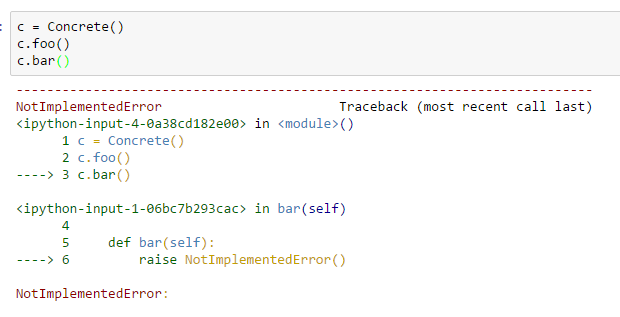 :
c = Concrete()
c.foo()
c.bar()
---------------------------------------------------------------------------
NotImplementedError                       Traceback (most recent call last)
<ipython-input-4-0a38cd182e00> in <module>()
      1 c = Concrete()
      2 c.foo()
----> 3 c.bar()

<ipython-input-1-06bc7b293cac> in bar(self)
      4
      5     def bar(self):
----> 6         raise NotImplementedError()

NotImplementedError: